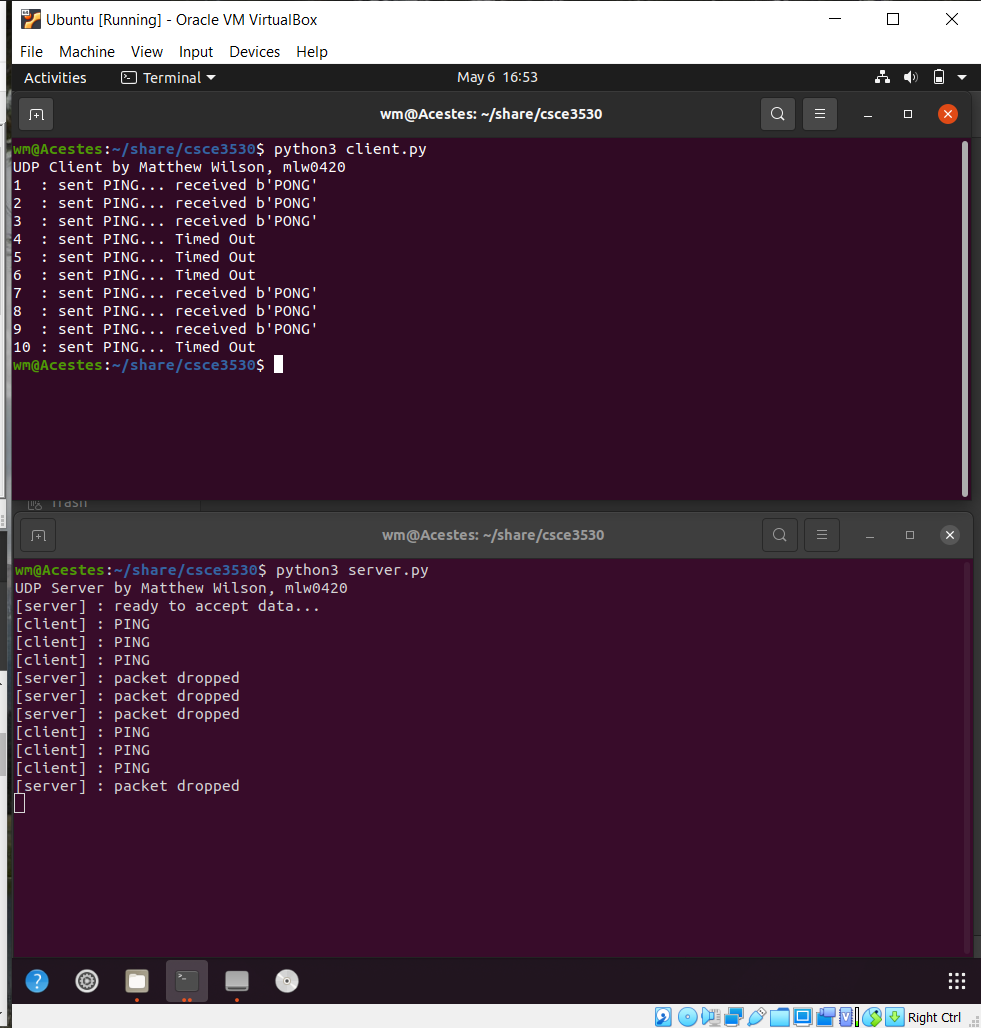 Ubuntu [Running] - Oracle VM VirtualBox
File Machine View Input Devices Help
Activities Terminal May 6 16:53
wm@Acestes: ~/share/csce3530
wm@Acestes:~/share/csce3530$ python3 client.py
UDP Client by Matthew Wilson, mlw0420
1 : sent PING... received b'PONG'
2 : sent PING... received b'PONG'
3 : sent PING... received b'PONG'
4 : sent PING... Timed Out
5 : sent PING... Timed Out
6 : sent PING... Timed Out
7 : sent PING... received b'PONG'
8 : sent PING... received b'PONG'
9 : sent PING... received b'PONG'
10 : sent PING... Timed Out
wm@Acestes:~/share/csce3530$
Trash
wm@Acestes: ~/share/csce3530
wm@Acestes:~/share/csce3530$ python3 server.py
UDP Server by Matthew Wilson, mlw0420
[server] : ready to accept data...
[client] : PING
[client] : PING
[client] : PING
[server] : packet dropped
[server] : packet dropped
[server] : packet dropped
[client] : PING
[client] : PING
[client] : PING
[server] : packet dropped
Right Ctrl